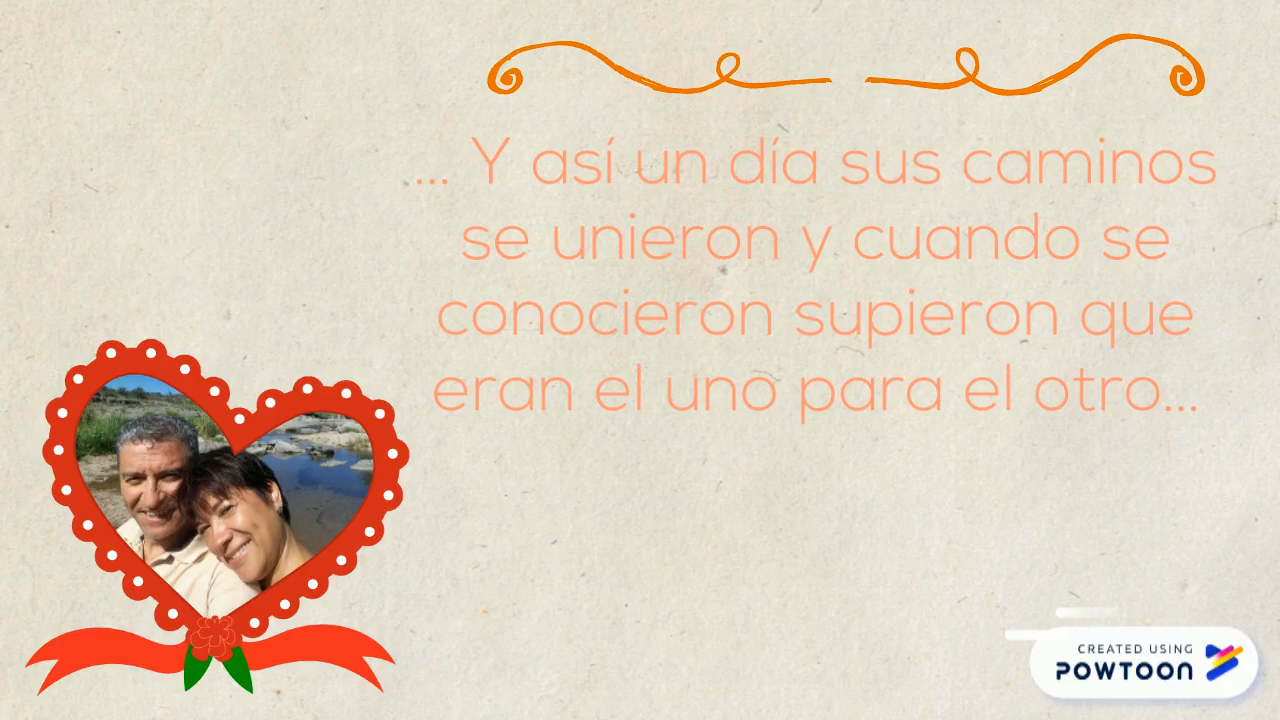 ... Y así un día sus caminos
se unieron y cuando se
conocieron supieron que
eran el uno para el otro...
CREATED USING
POWTOON